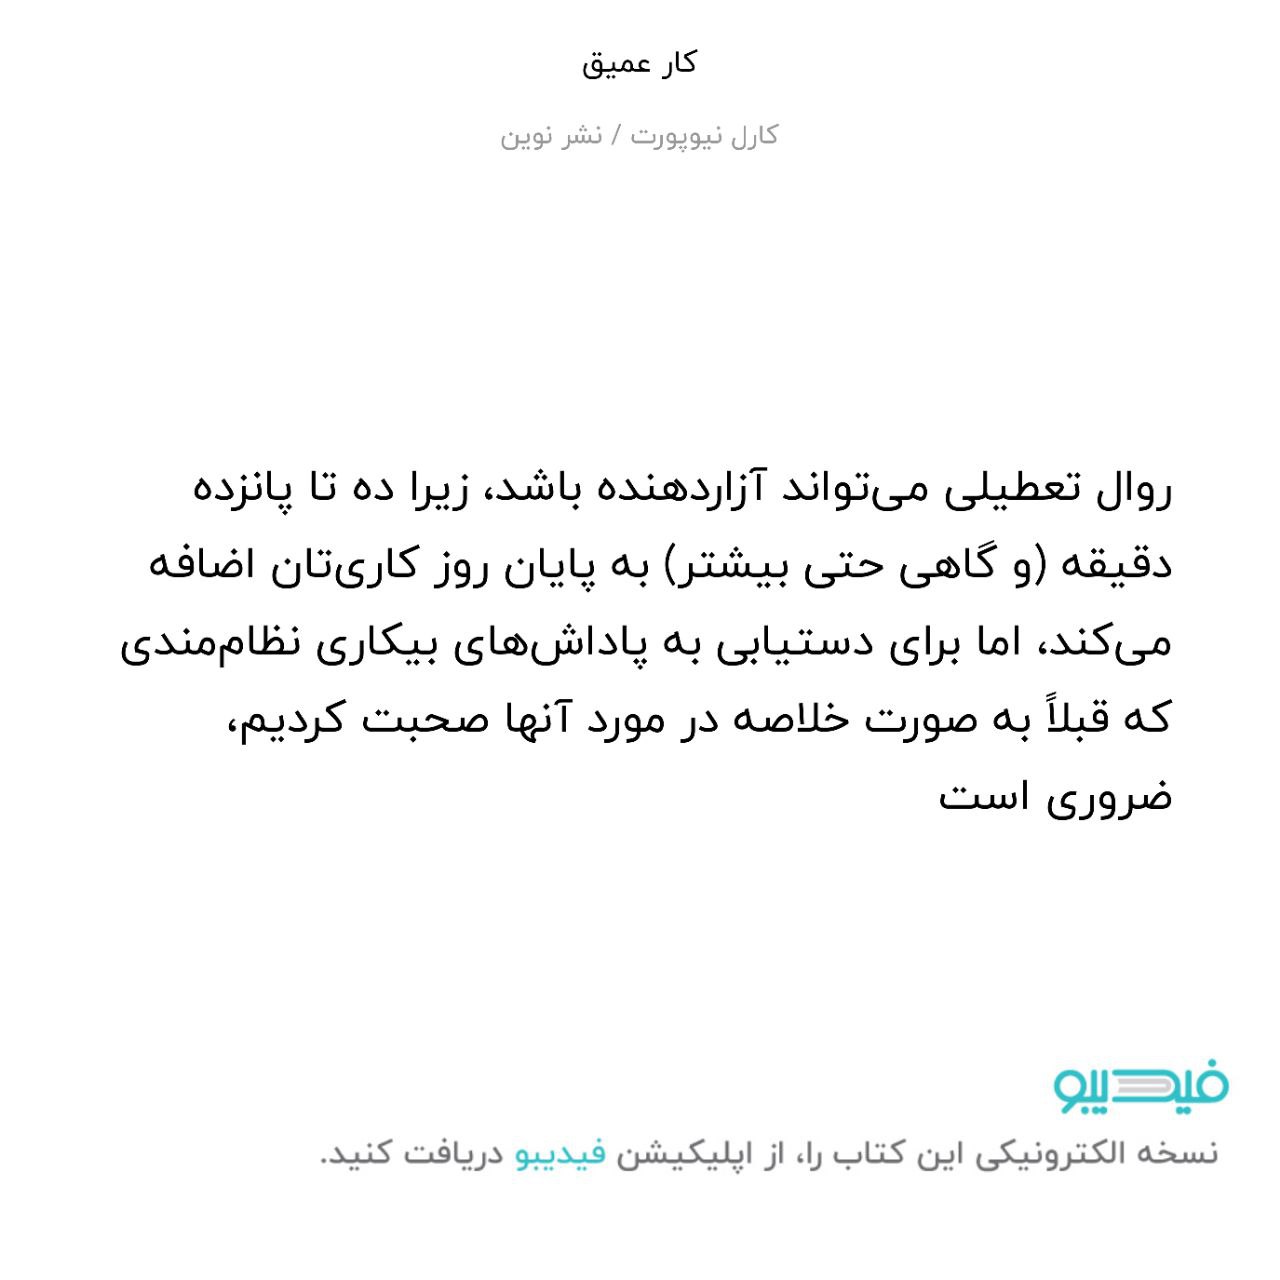 کار عمیق
کارل نیوپورت / نشر نوین
روال تعطیلی می‌تواند آزاردهنده باشد، زیرا ده تا پانزده
دقیقه (و گاهی حتی بیشتر) به پایان روز کاری‌تان اضافه
می‌کند، اما برای دستیابی به پاداش‌های بیکاری نظام‌مندی
که قبلاً به صورت خلاصه در مورد آنها صحبت کردیم،
ضروری است
فیدیبو
نسخه الکترونیکی این کتاب را، از اپلیکیشن فیدیبو دریافت کنید.